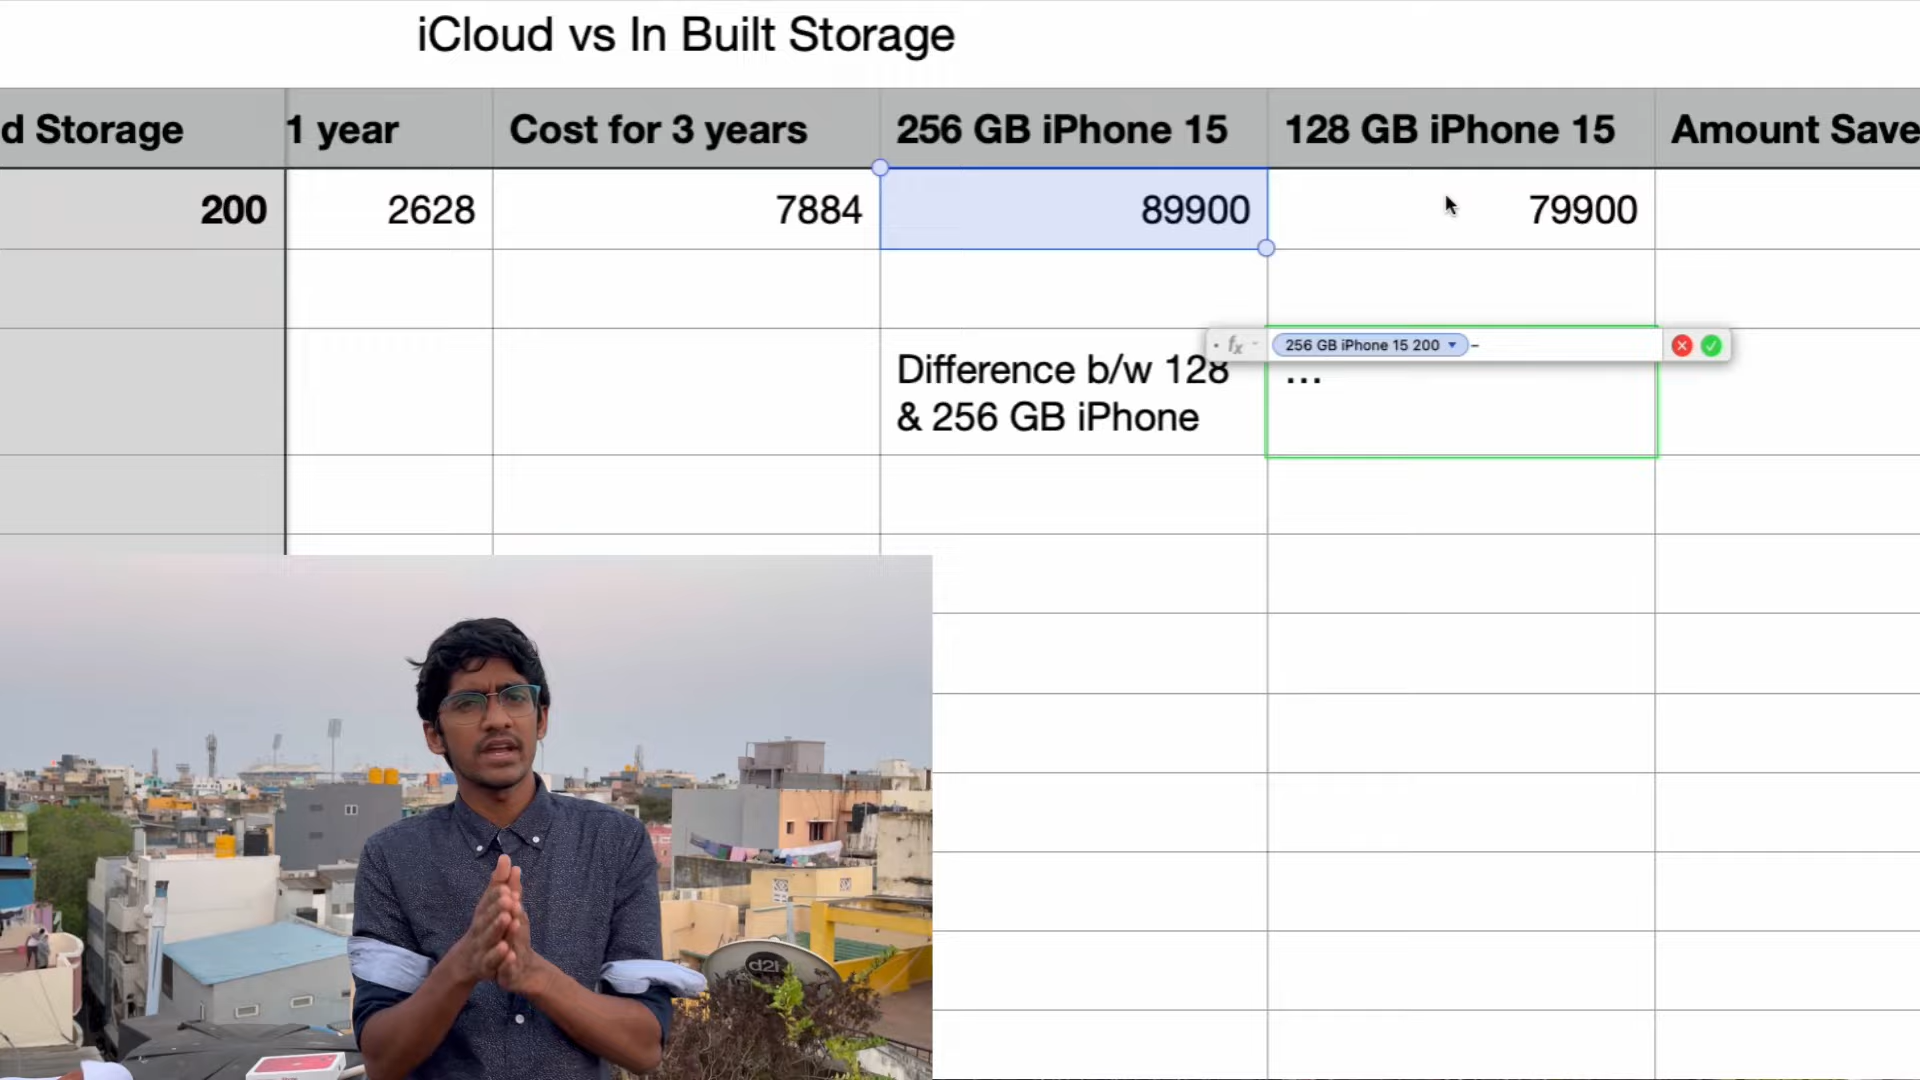 iCloud vs In Built Storage
d Storage 1 year Cost for 3 years 256 GB iPhone 15 128 GB iPhone 15 Amount Save
200 2628 7884 89900 79900
fx 256 GB iPhone 15 200 –
Difference b/w 128 ...
& 256 GB iPhone
d2h